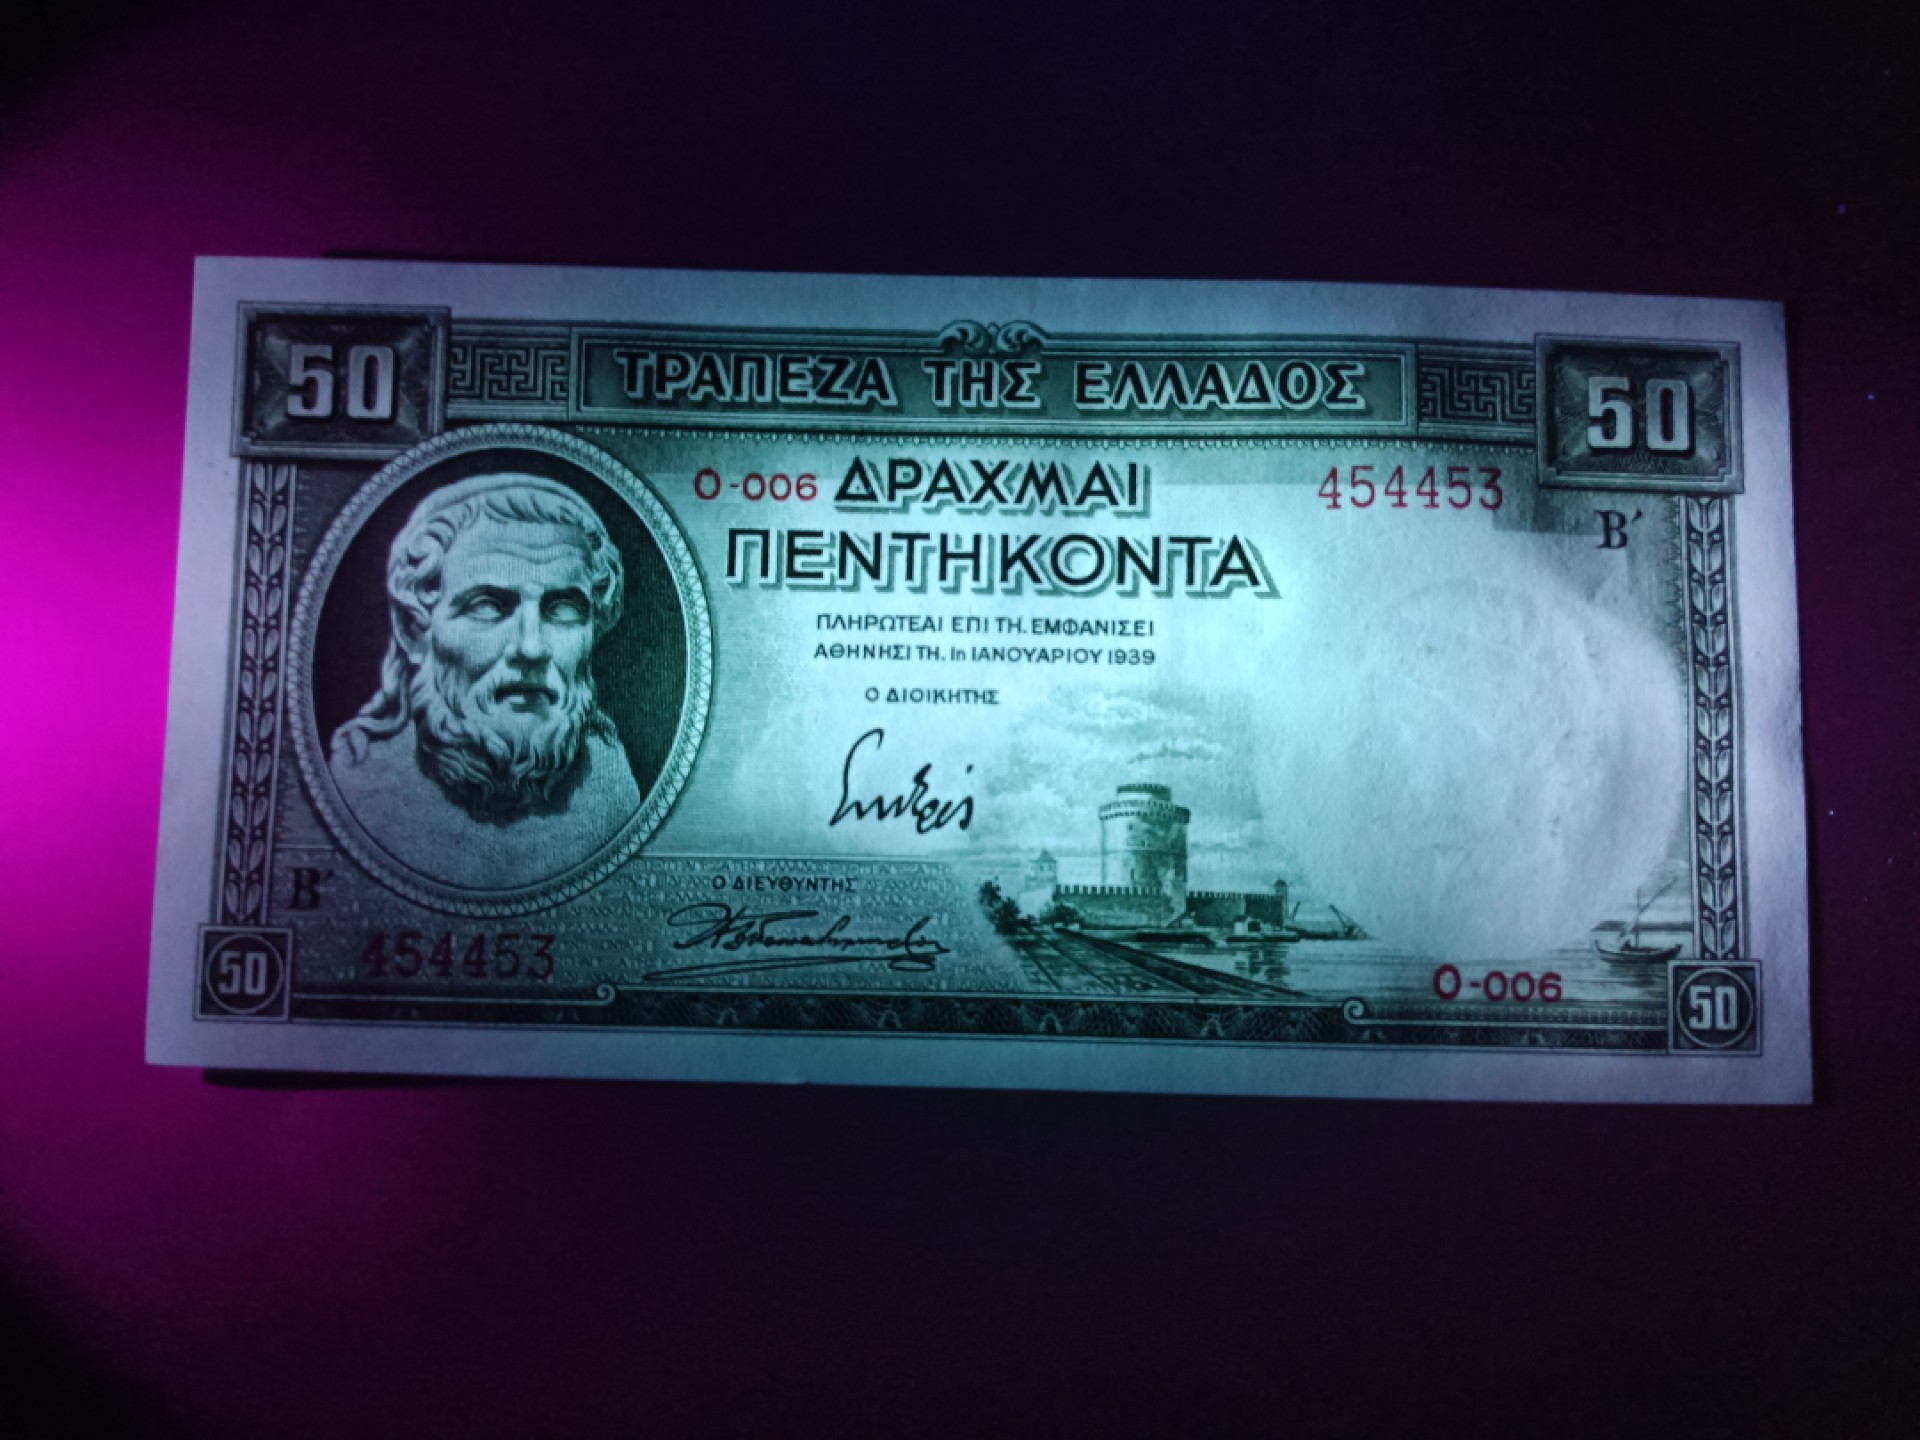 50 ΤΡΑΠΕΖΑ ΤΗΣ ΕΛΛΑΔΟΣ 50
O-006 ΔΡΑΧΜΑΙ 454453
ΠΕΝΤΗΚΟΝΤΑ Β΄
ΠΛΗΡΩΤΕΑΙ ΕΠΙ ΤΗ. ΕΜΦΑΝΙΣΕΙ
ΑΘΗΝΗΣΙ ΤΗ. 1η ΙΑΝΟΥΑΡΙΟΥ 1939
Ο ΔΙΟΙΚΗΤΗΣ
Β΄ Ο ΔΙΕΥΘΥΝΤΗΣ
454453
50 O-006 50